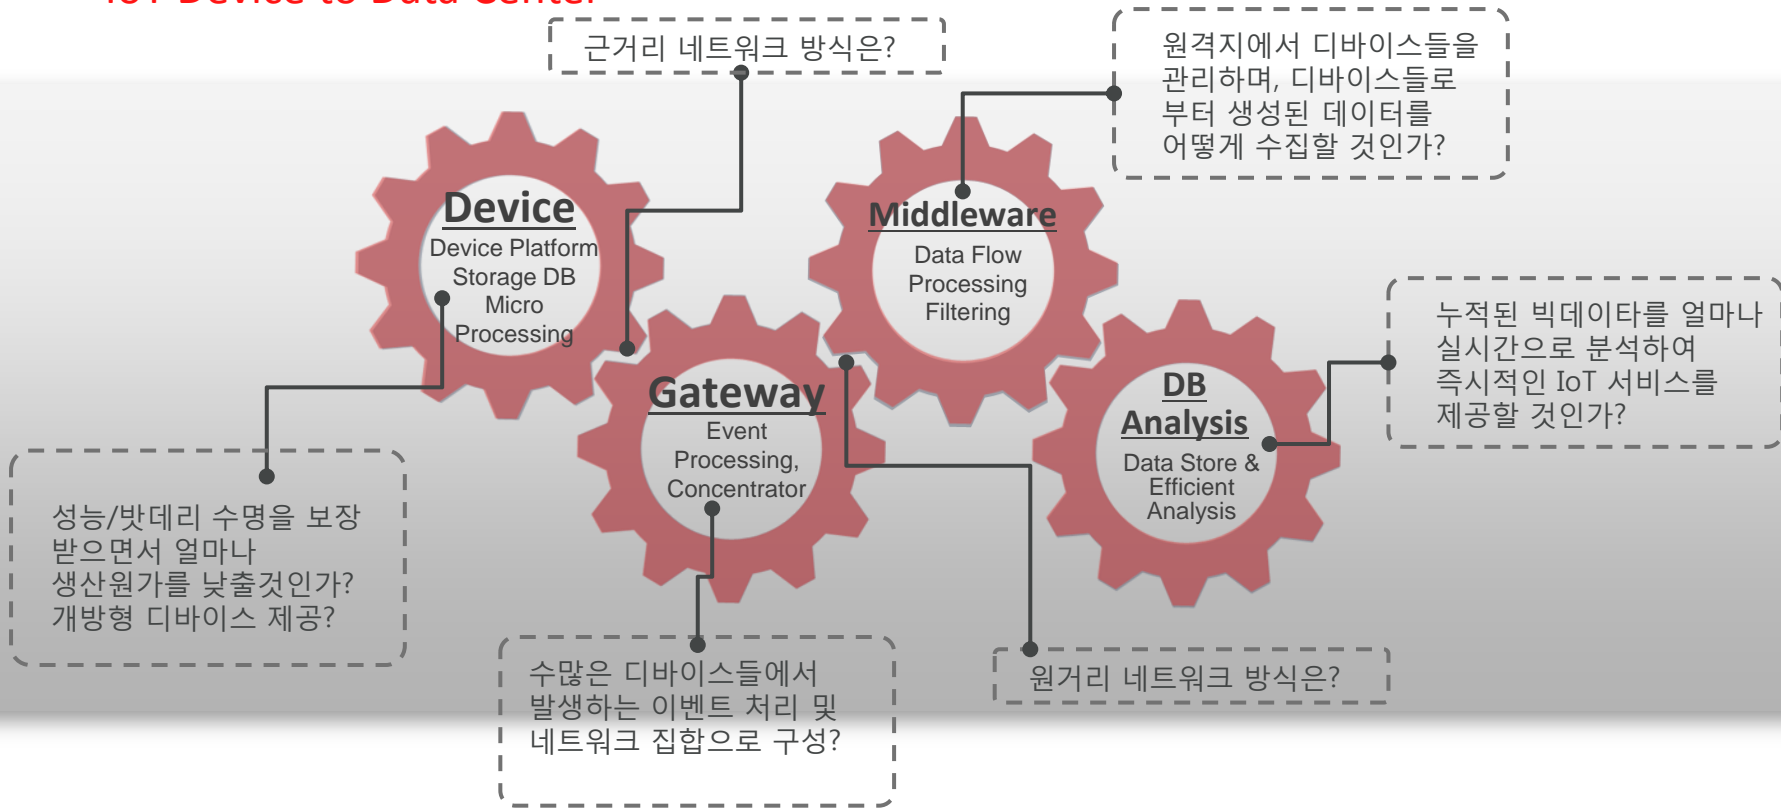 IoT Device to Data Center
근거리 네트워크 방식은?
원격지에서 디바이스들을
관리하며, 디바이스들로
부터 생성된 데이터를
어떻게 수집할 것인가?
Device
Device Platform
Storage DB
Micro
Processing
Middleware
Data Flow
Processing
Filtering
누적된 빅데이타를 얼마나
실시간으로 분석하여
즉시적인 IoT 서비스를
제공할 것인가?
Gateway
Event
Processing,
Concentrator
DB
Analysis
Data Store &
Efficient
Analysis
성능/밧데리 수명을 보장
받으면서 얼마나
생산원가를 낮출것인가?
개방형 디바이스 제공?
수많은 디바이스들에서
발생하는 이벤트 처리 및
네트워크 집합으로 구성?
원거리 네트워크 방식은?